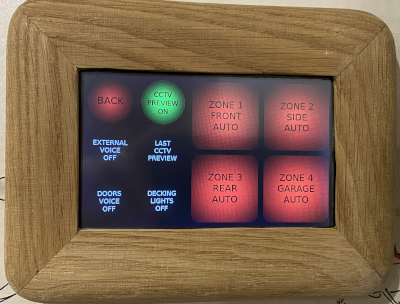 BACK
CCTV
PREVIEW
ON
ZONE 1
FRONT
AUTO
ZONE 2
SIDE
AUTO
EXTERNAL
VOICE
OFF
LAST
CCTV
PREVIEW
ZONE 3
REAR
AUTO
ZONE 4
GARAGE
AUTO
DOORS
VOICE
OFF
DECKING
LIGHTS
OFF